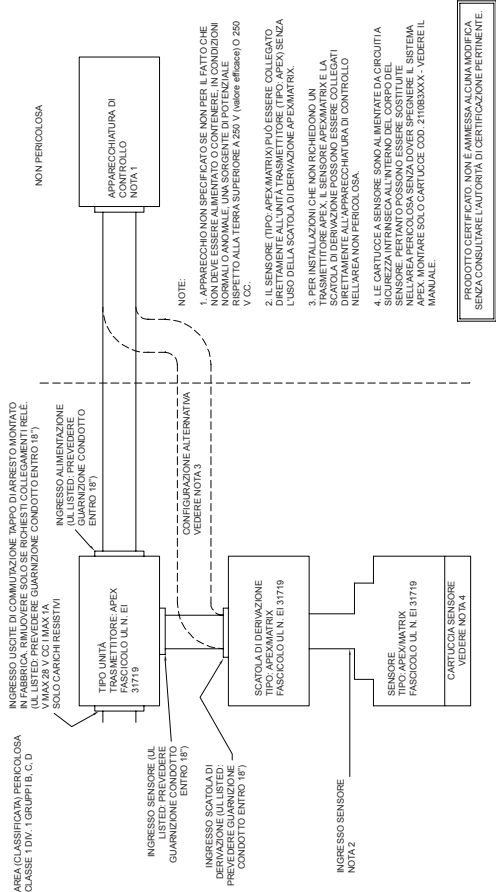 AREA (CLASSIFICATA) PERICOLOSA
CLASSE 1 DIV. 1 GRUPPI B, C, D
NON PERICOLOSA
INGRESSO USCITE DI COMMUTAZIONE TAPPO DI ARRESTO MONTATO
IN FABBRICA. RIMUOVERE SOLO SE RICHIESTI COLLEGAMENTI RELÈ.
(UL LISTED: PREVEDERE GUARNIZIONE CONDOTTO ENTRO 18")
V MAX 28 V CC I MAX 1A
SOLO CARICHI RESISTIVI
INGRESSO ALIMENTAZIONE
(UL LISTED: PREVEDERE
GUARNIZIONE CONDOTTO
ENTRO 18")
TIPO UNITÀ
TRASMETTITORE: APEX
FASCICOLO UL N. EI
31719
APPARECCHIATURA DI
CONTROLLO
NOTA 1
INGRESSO SENSORE (UL
LISTED: PREVEDERE
GUARNIZIONE CONDOTTO
ENTRO 18")
CONFIGURAZIONE ALTERNATIVA
VEDERE NOTA 3
INGRESSO SCATOLA DI
DERIVAZIONE (UL LISTED:
PREVEDERE GUARNIZIONE
CONDOTTO ENTRO 18")
SCATOLA DI DERIVAZIONE
TIPO: APEX/MATRIX
FASCICOLO UL N. EI 31719
INGRESSO SENSORE
NOTA 2
SENSORE
TIPO: APEX/MATRIX
FASCICOLO UL N. EI 31719
CARTUCCIA SENSORE
VEDERE NOTA 4
NOTE:
1. APPARECCHIO NON SPECIFICATO SE NON PER IL FATTO CHE
NON DEVE ESSERE ALIMENTATO O CONTENERE, IN CONDIZIONI
NORMALI O ANOMALE, UNA SORGENTE DI POTENZIALE
RISPETTO ALLA TERRA SUPERIORE A 250 V (valore efficace) O 250
V CC.
2. IL SENSORE (TIPO: APEX/MATRIX) PUÒ ESSERE COLLEGATO
DIRETTAMENTE ALL'UNITÀ TRASMETTITORE (TIPO: APEX) SENZA
L'USO DELLA SCATOLA DI DERIVAZIONE APEX/MATRIX.
3. PER INSTALLAZIONI CHE NON RICHIEDONO UN
TRASMETTITORE APEX, IL SENSORE APEX/MATRIX E LA
SCATOLA DI DERIVAZIONE POSSONO ESSERE COLLEGATI
DIRETTAMENTE ALL'APPARECCHIATURA DI CONTROLLO
NELL'AREA NON PERICOLOSA.
4. LE CARTUCCE A SENSORE SONO ALIMENTATE DA CIRCUITI A
SICUREZZA INTRINSECA ALL'INTERNO DEL CORPO DEL
SENSORE. PERTANTO POSSONO ESSERE SOSTITUITE
NELL'AREA PERICOLOSA SENZA DOVER SPEGNERE IL SISTEMA
APEX. MONTARE SOLO CARTUCCE COD. 2110B3XXX - VEDERE IL
MANUALE.
PRODOTTO CERTIFICATO. NON È AMMESSA ALCUNA MODIFICA
SENZA CONSULTARE L'AUTORITÀ DI CERTIFICAZIONE PERTINENTE.